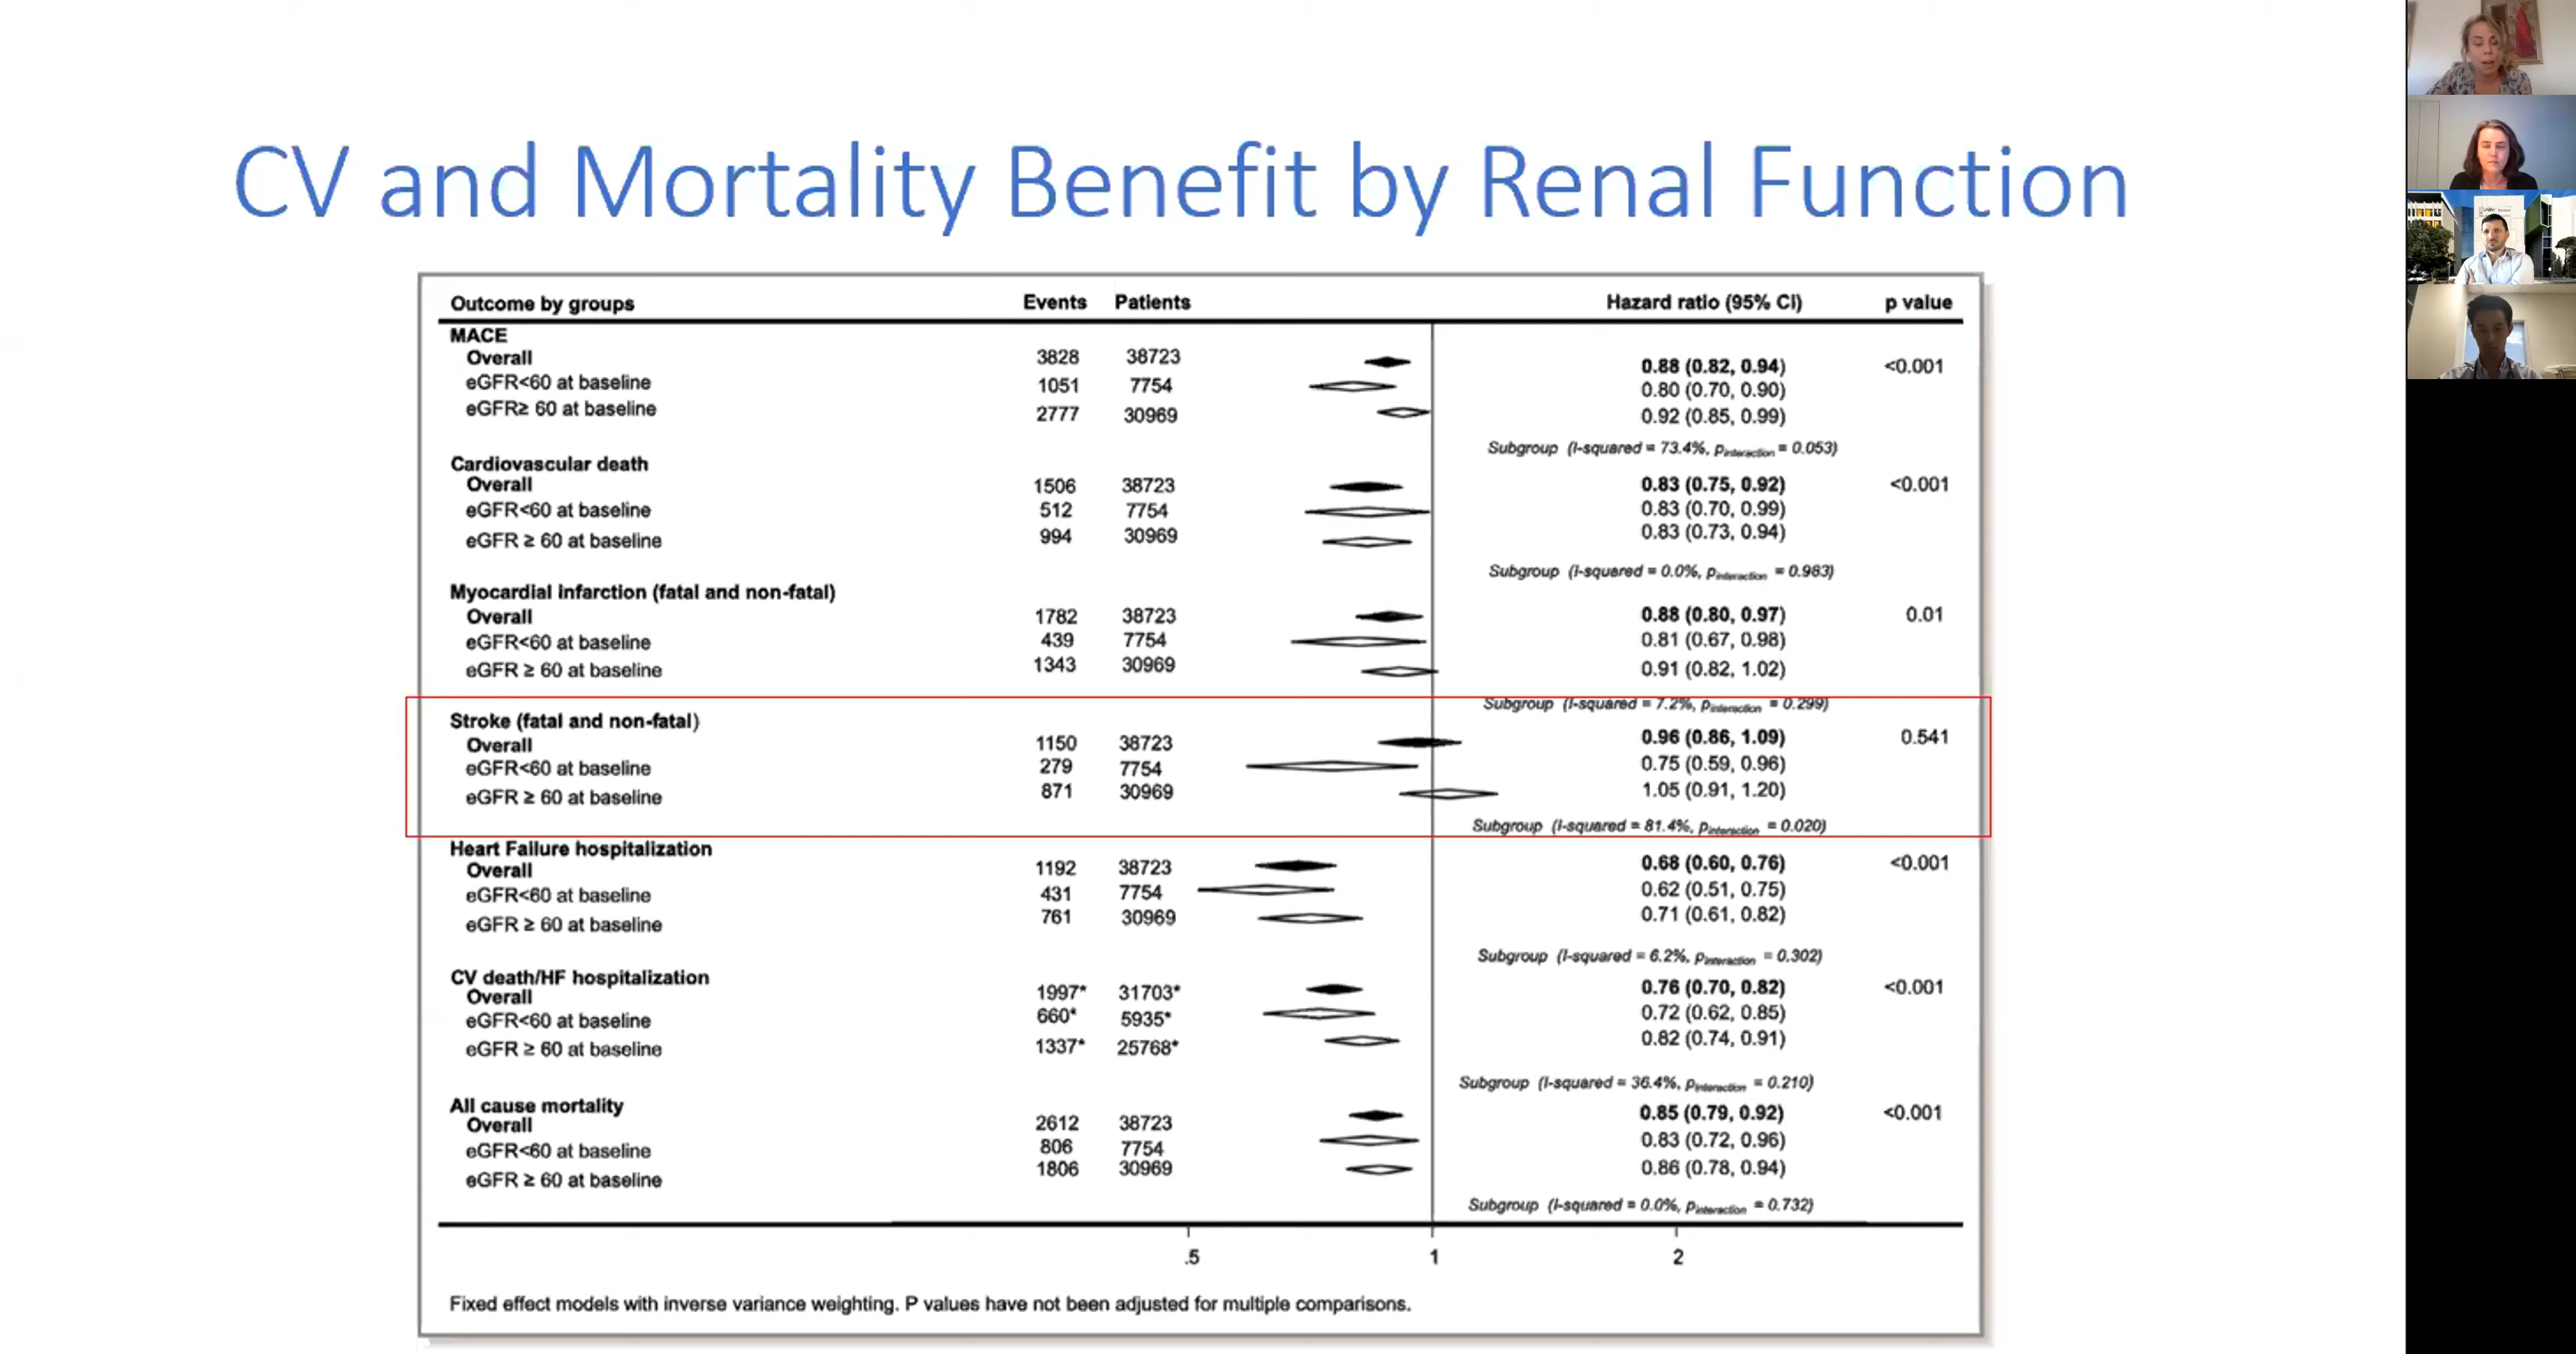 CV and Mortality Benefit by Renal Function
Outcome by groups Events Patients Hazard ratio (95% CI) p value
MACE
Overall 3828 38723 0.88 (0.82, 0.94) <0.001
eGFR<60 at baseline 1051 7754 0.80 (0.70, 0.90)
eGFR≥ 60 at baseline 2777 30969 0.92 (0.85, 0.99)
Subgroup (I-squared = 73.4%, pinteraction = 0.053)
Cardiovascular death
Overall 1506 38723 0.83 (0.75, 0.92) <0.001
eGFR<60 at baseline 512 7754 0.83 (0.70, 0.99)
eGFR ≥ 60 at baseline 994 30969 0.83 (0.73, 0.94)
Subgroup (I-squared = 0.0%, pinteraction = 0.983)
Myocardial infarction (fatal and non-fatal)
Overall 1782 38723 0.88 (0.80, 0.97) 0.01
eGFR<60 at baseline 439 7754 0.81 (0.67, 0.98)
eGFR ≥ 60 at baseline 1343 30969 0.91 (0.82, 1.02)
Subgroup (I-squared = 7.2%, pinteraction = 0.299)
Stroke (fatal and non-fatal)
Overall 1150 38723 0.96 (0.86, 1.09) 0.541
eGFR<60 at baseline 279 7754 0.75 (0.59, 0.96)
eGFR ≥ 60 at baseline 871 30969 1.05 (0.91, 1.20)
Subgroup (I-squared = 81.4%, pinteraction = 0.020)
Heart Failure hospitalization
Overall 1192 38723 0.68 (0.60, 0.76) <0.001
eGFR<60 at baseline 431 7754 0.62 (0.51, 0.75)
eGFR ≥ 60 at baseline 761 30969 0.71 (0.61, 0.82)
Subgroup (I-squared = 6.2%, pinteraction = 0.302)
CV death/HF hospitalization
Overall 1997* 31703* 0.76 (0.70, 0.82) <0.001
eGFR<60 at baseline 660* 5935* 0.72 (0.62, 0.85)
eGFR ≥ 60 at baseline 1337* 25768* 0.82 (0.74, 0.91)
Subgroup (I-squared = 36.4%, pinteraction = 0.210)
All cause mortality
Overall 2612 38723 0.85 (0.79, 0.92) <0.001
eGFR<60 at baseline 806 7754 0.83 (0.72, 0.96)
eGFR ≥ 60 at baseline 1806 30969 0.86 (0.78, 0.94)
Subgroup (I-squared = 0.0%, pinteraction = 0.732)
.5 1 2
Fixed effect models with inverse variance weighting. P values have not been adjusted for multiple comparisons.